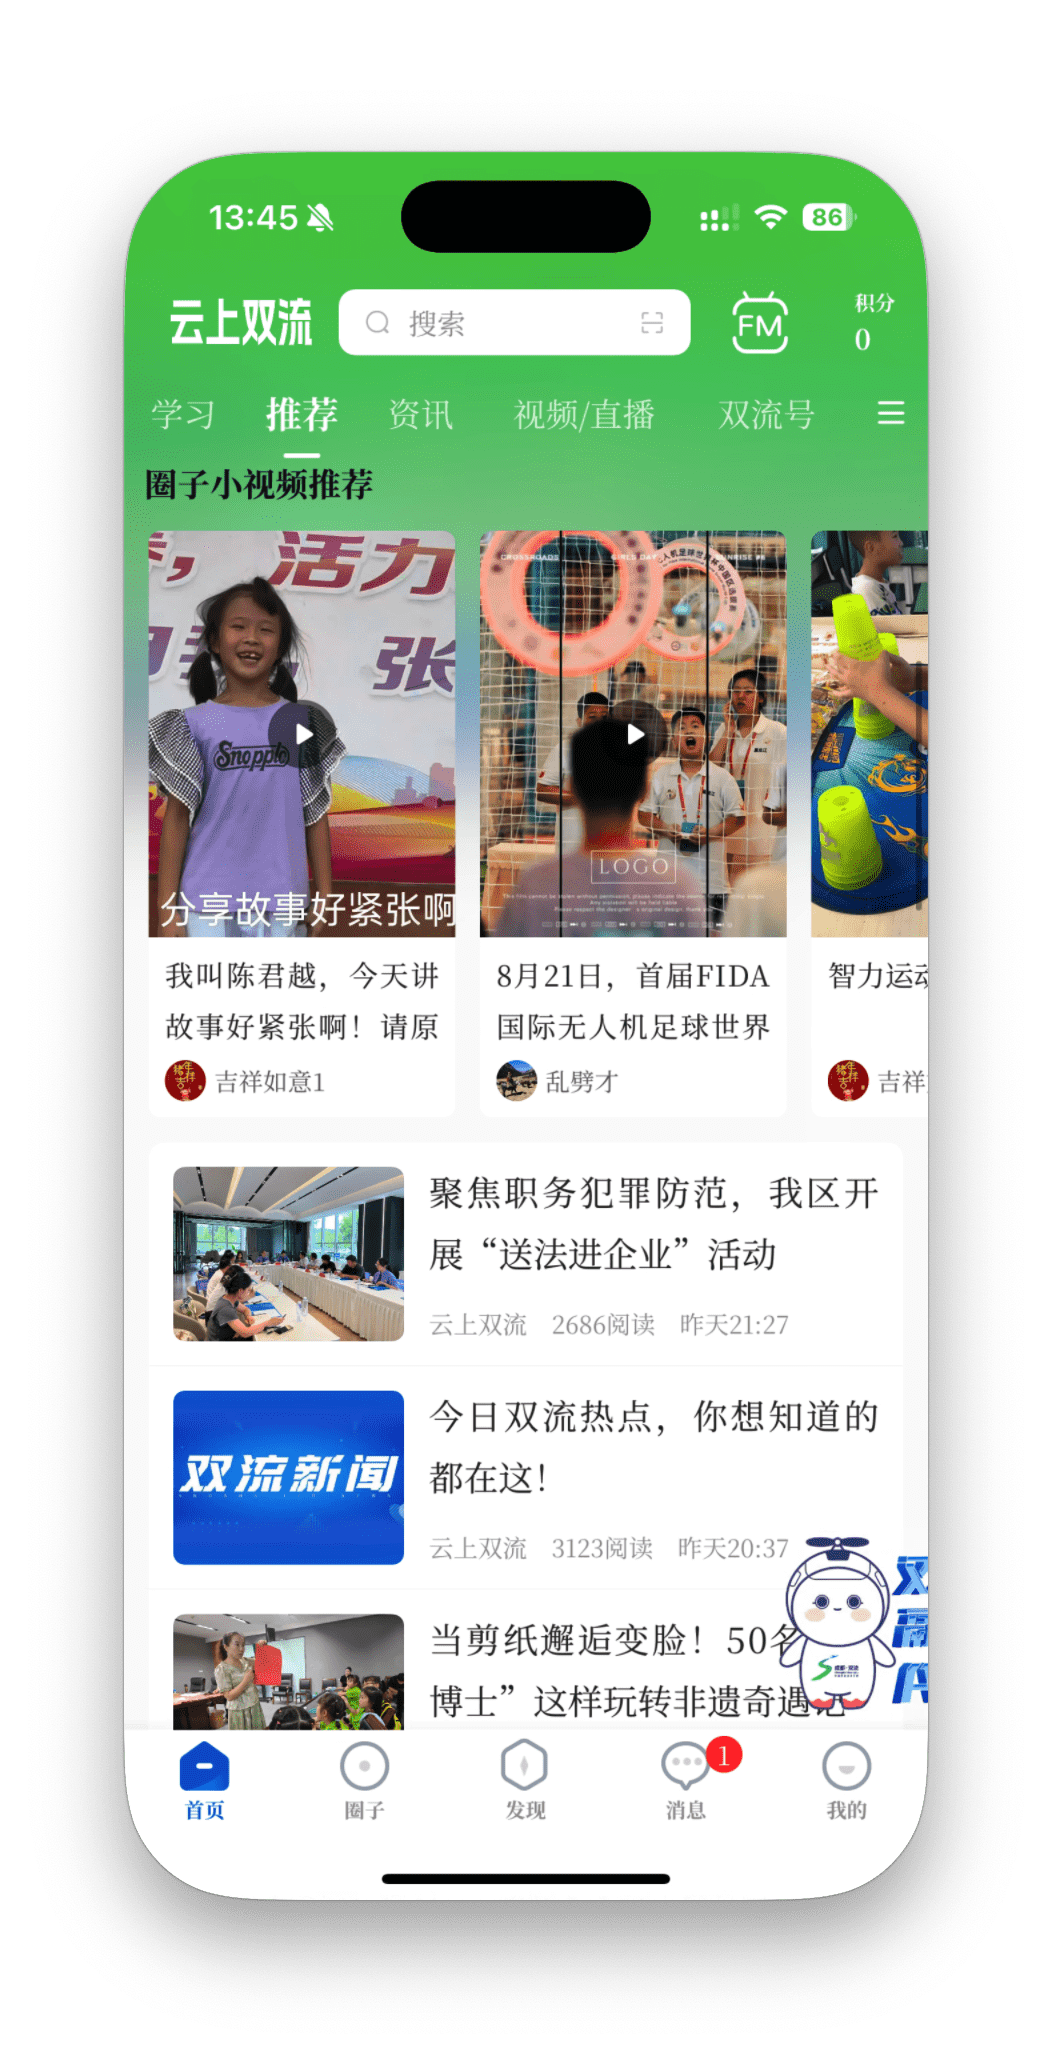 13:45
86
云上双流
搜索
FM
积分
0
学习 推荐 资讯 视频/直播 双流号
圈子小视频推荐
活力
张
Snopple
分享故事好紧张啊
我叫陈君越，今天讲
故事好紧张啊！请原
吉祥如意1
CROSSROADS
LOGO
8月21日，首届FIDA
国际无人机足球世界
乱劈才
智力运动
吉祥
聚焦职务犯罪防范，我区开
展“送法进企业”活动
云上双流 2686阅读 昨天21:27
双流新闻
今日双流热点，你想知道的
都在这！
云上双流 3123阅读 昨天20:37
当剪纸邂逅变脸！50名
博士”这样玩转非遗奇遇记
首页
圈子
发现
1
消息
我的